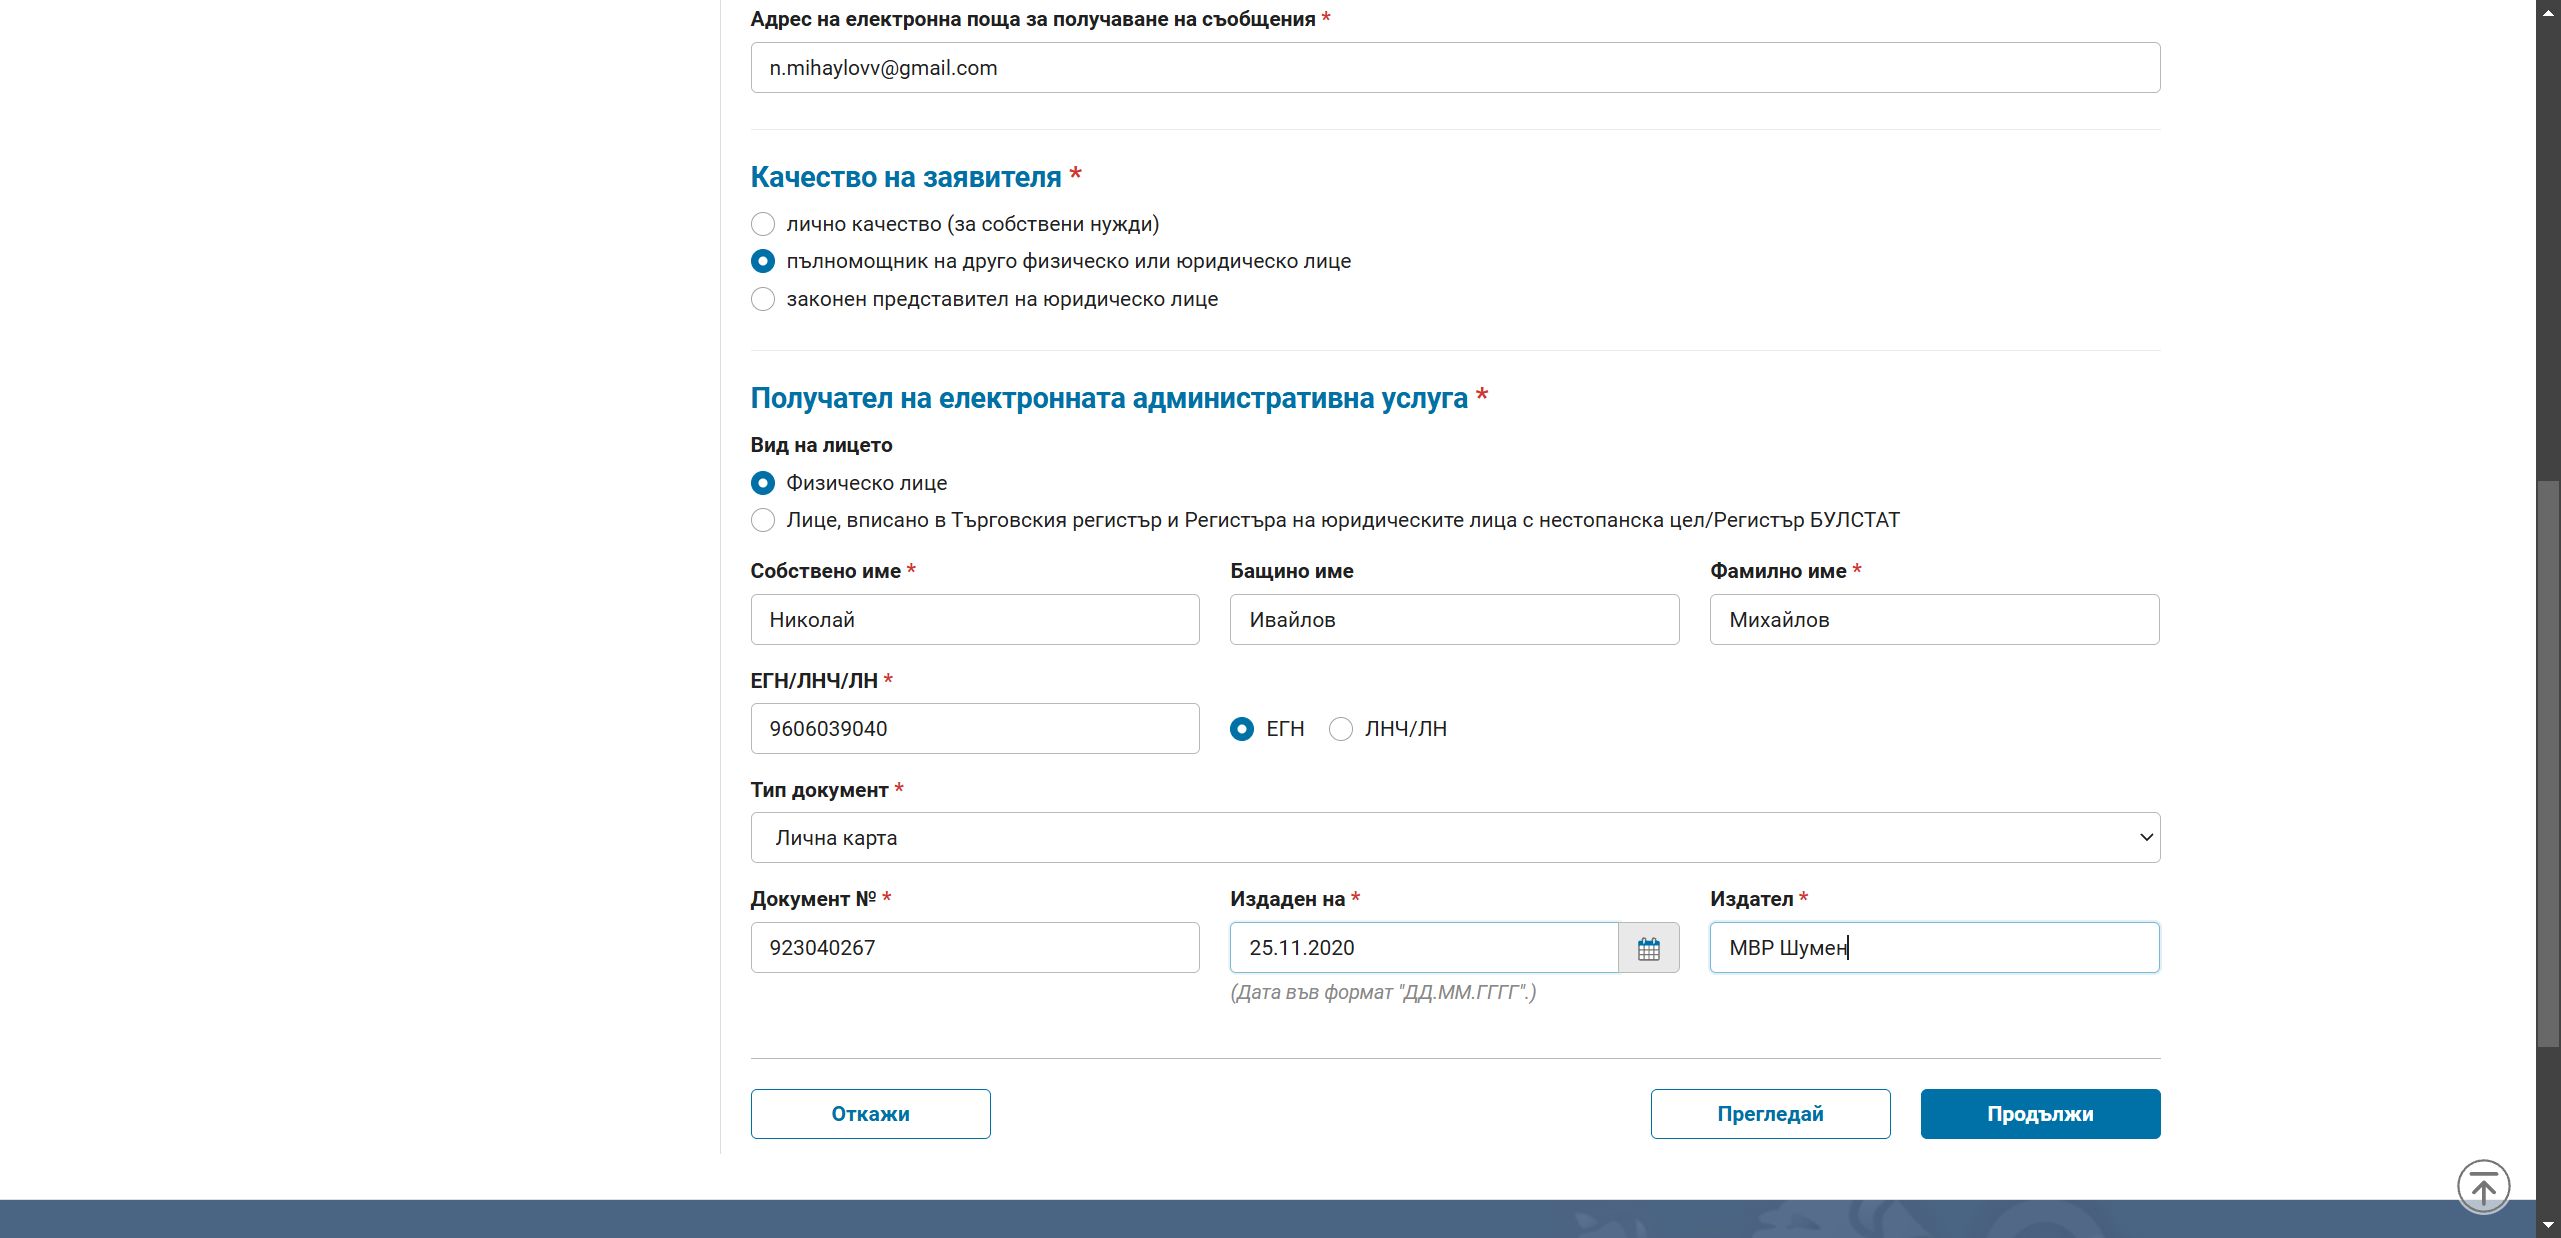 Адрес на електронна поща за получаване на съобщения *
n.mihaylovv@gmail.com
Качество на заявителя *
лично качество (за собствени нужди)
пълномощник на друго физическо или юридическо лице
законен представител на юридическо лице
Получател на електронната административна услуга *
Вид на лицето
Физическо лице
Лице, вписано в Търговския регистър и Регистъра на юридическите лица с нестопанска цел/Регистър БУЛСТАТ
Собствено име * Бащино име Фамилно име *
Николай Ивайлов Михайлов
ЕГН/ЛНЧ/ЛН *
9606039040 ЕГН ЛНЧ/ЛН
Тип документ *
Лична карта
Документ № * Издаден на * Издател *
923040267 25.11.2020 МВР Шумен
(Дата във формат "ДД.ММ.ГГГГ".)
Откажи Прегледай Продължи